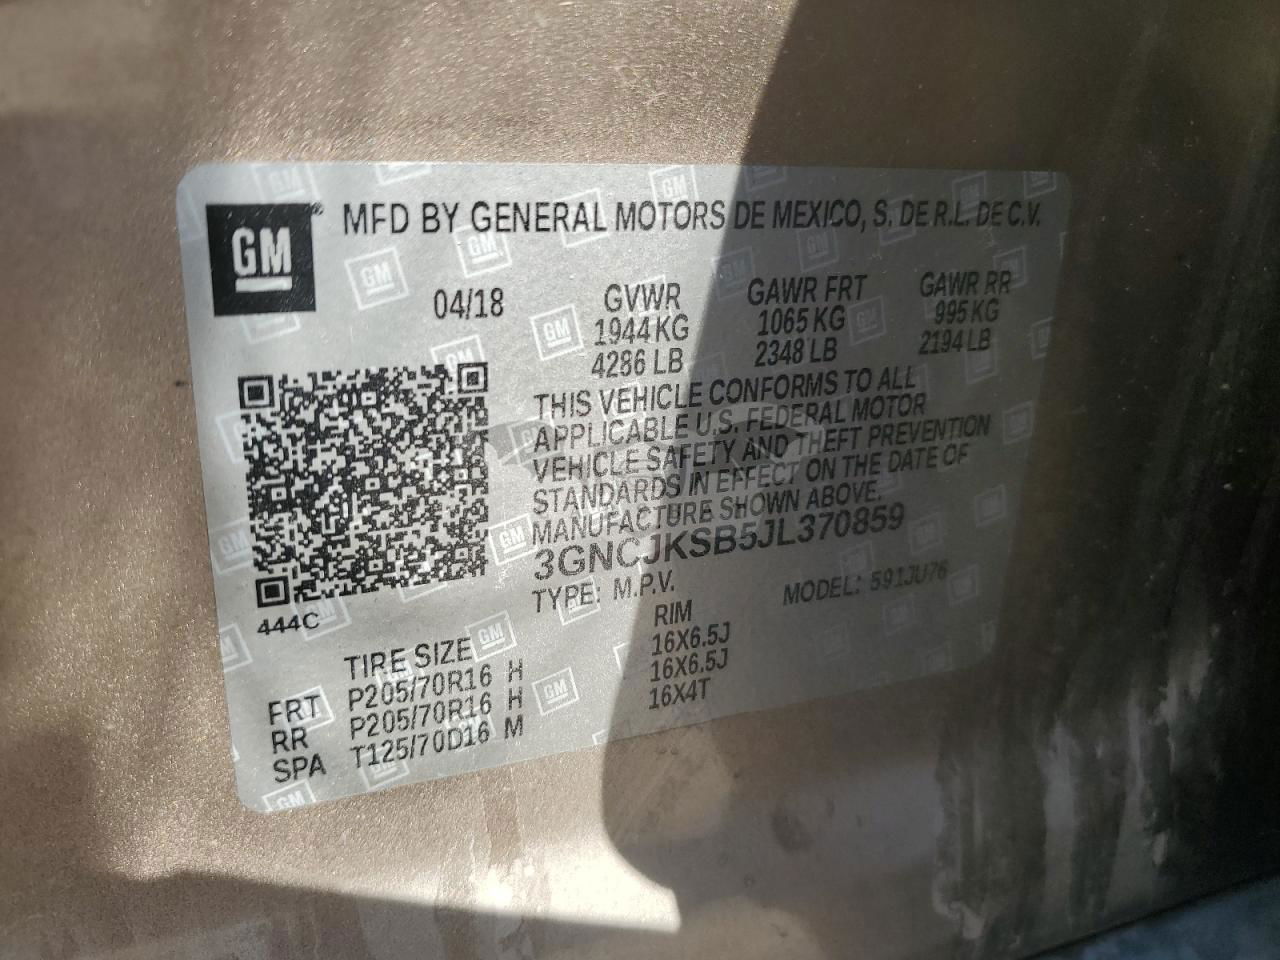 GM
MFD BY GENERAL MOTORS DE MEXICO, S. DE R.L. DE C.V.
04/18
GVWR GAWR FRT GAWR RR
1944 KG 1065 KG 995 KG
4286 LB 2348 LB 2194 LB
THIS VEHICLE CONFORMS TO ALL
APPLICABLE U.S. FEDERAL MOTOR
VEHICLE SAFETY AND THEFT PREVENTION
STANDARDS IN EFFECT ON THE DATE OF
MANUFACTURE SHOWN ABOVE.
3GNCJKSB5JL370859
TYPE: M.P.V. MODEL: 591JU76
444C
TIRE SIZE RIM
FRT P205/70R16 H 16X6.5J
RR P205/70R16 H 16X6.5J
SPA T125/70D16 M 16X4T